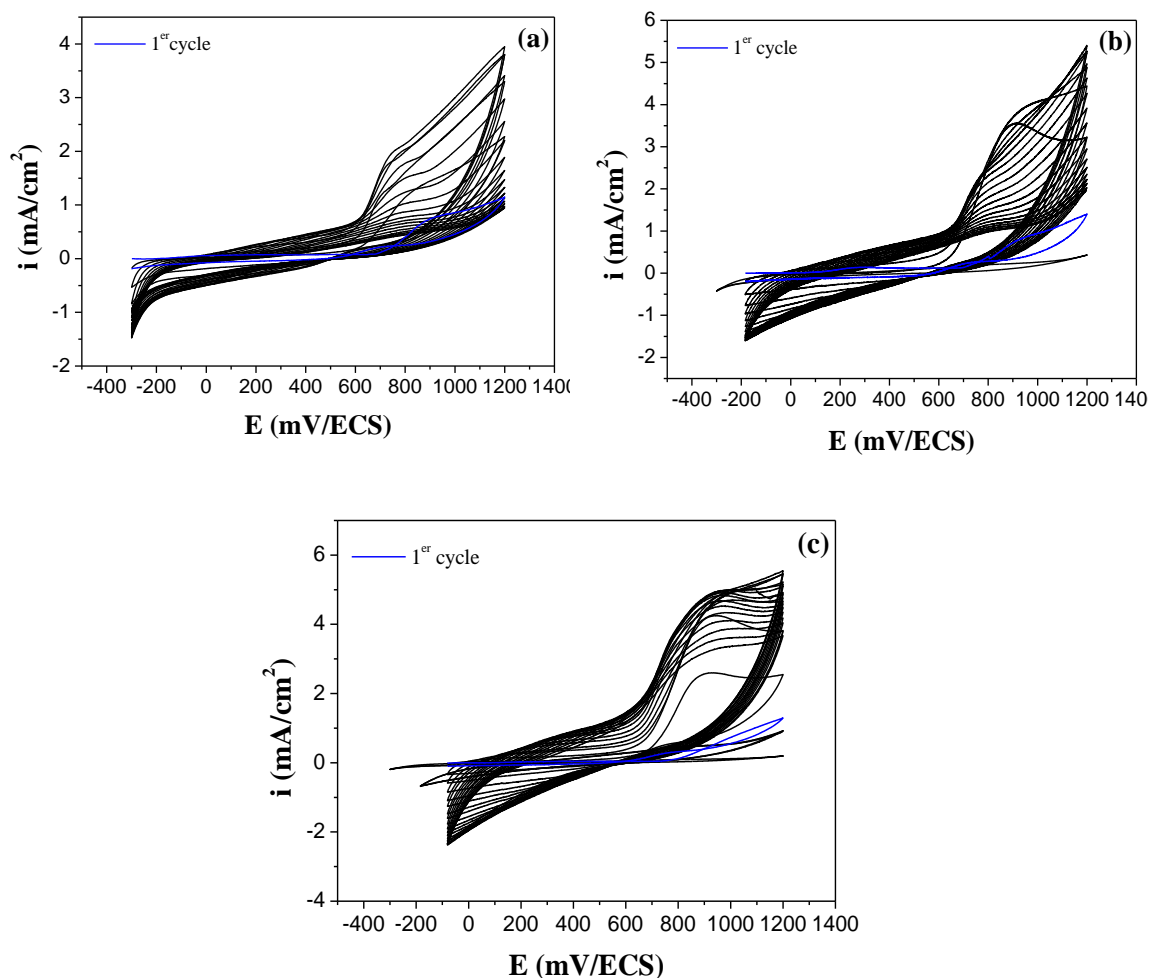 (a)
1er cycle
4
3
2
1
0
-1
-2
-400 -200 0 200 400 600 800 1000 1200 1400
i (mA/cm2)
E (mV/ECS)
(b)
1er cycle
6
5
4
3
2
1
0
-1
-2
-400 -200 0 200 400 600 800 1000 1200 140
i (mA/cm2)
E (mV/ECS)
(c)
1er cycle
6
4
2
0
-2
-4
-400 -200 0 200 400 600 800 1000 1200 1400
i (mA/cm2)
E (mV/ECS)